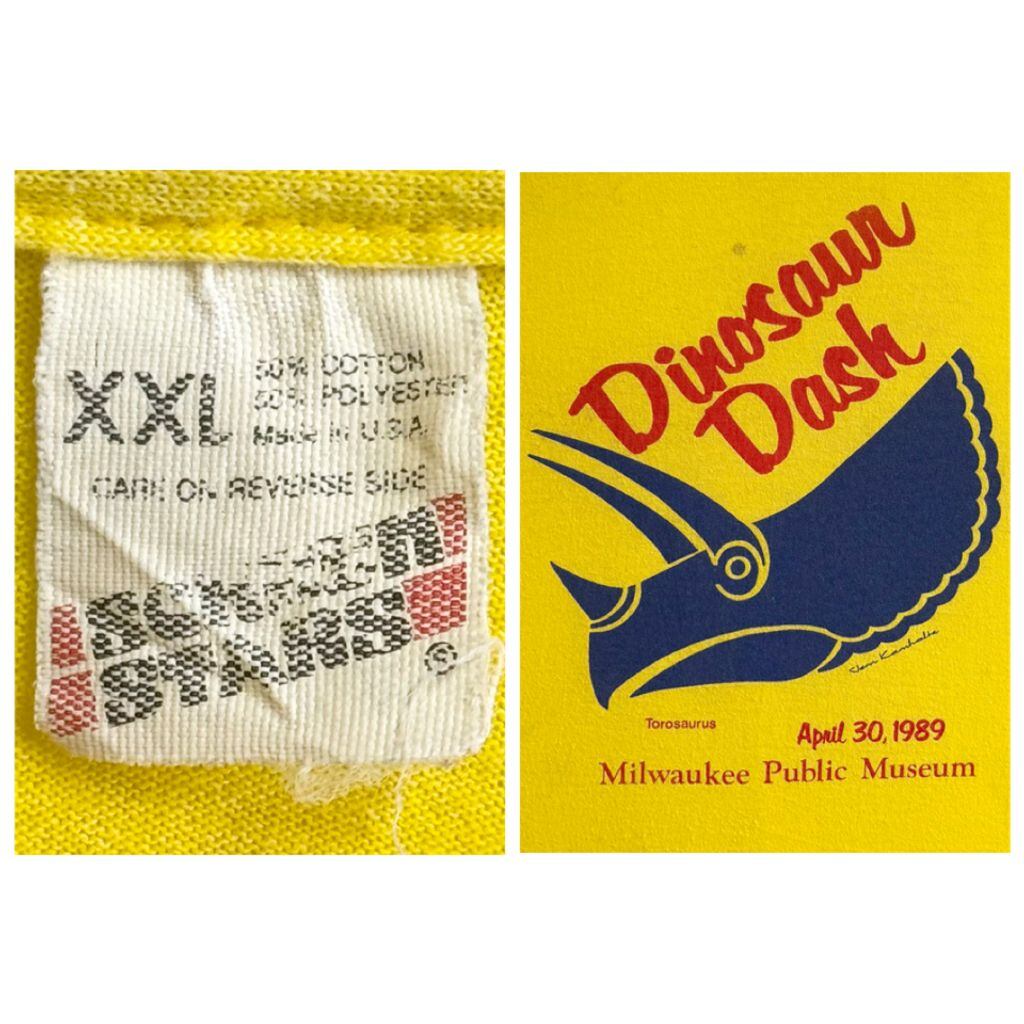 XXL
50% COTTON
50% POLYESTER
MADE IN U.S.A.
CARE ON REVERSE SIDE
SCREEN
STARS
®
Dinosaur
Dash
Torosaurus
April 30, 1989
Milwaukee Public Museum